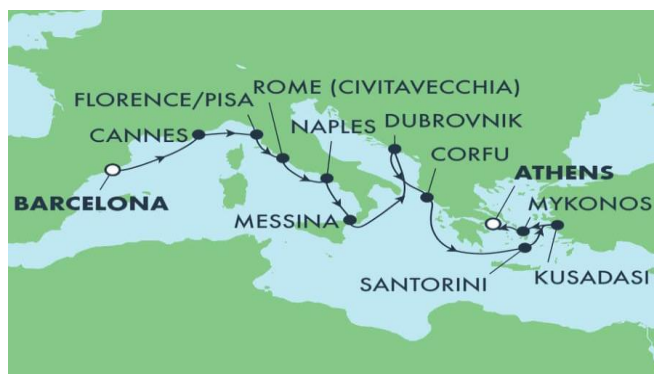 ROME (CIVITAVECCHIA)
FLORENCE/PISA
NAPLES
DUBROVNIK
CANNES
CORFU
ATHENS
BARCELONA
MYKONOS
MESSINA
KUSADASI
SANTORINI